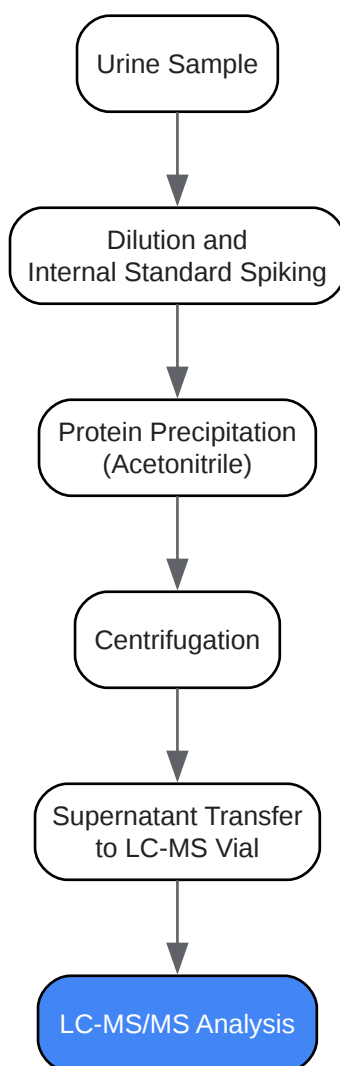 Urine Sample
Dilution and
Internal Standard Spiking
Protein Precipitation
(Acetonitrile)
Centrifugation
Supernatant Transfer
to LC-MS Vial
LC-MS/MS Analysis